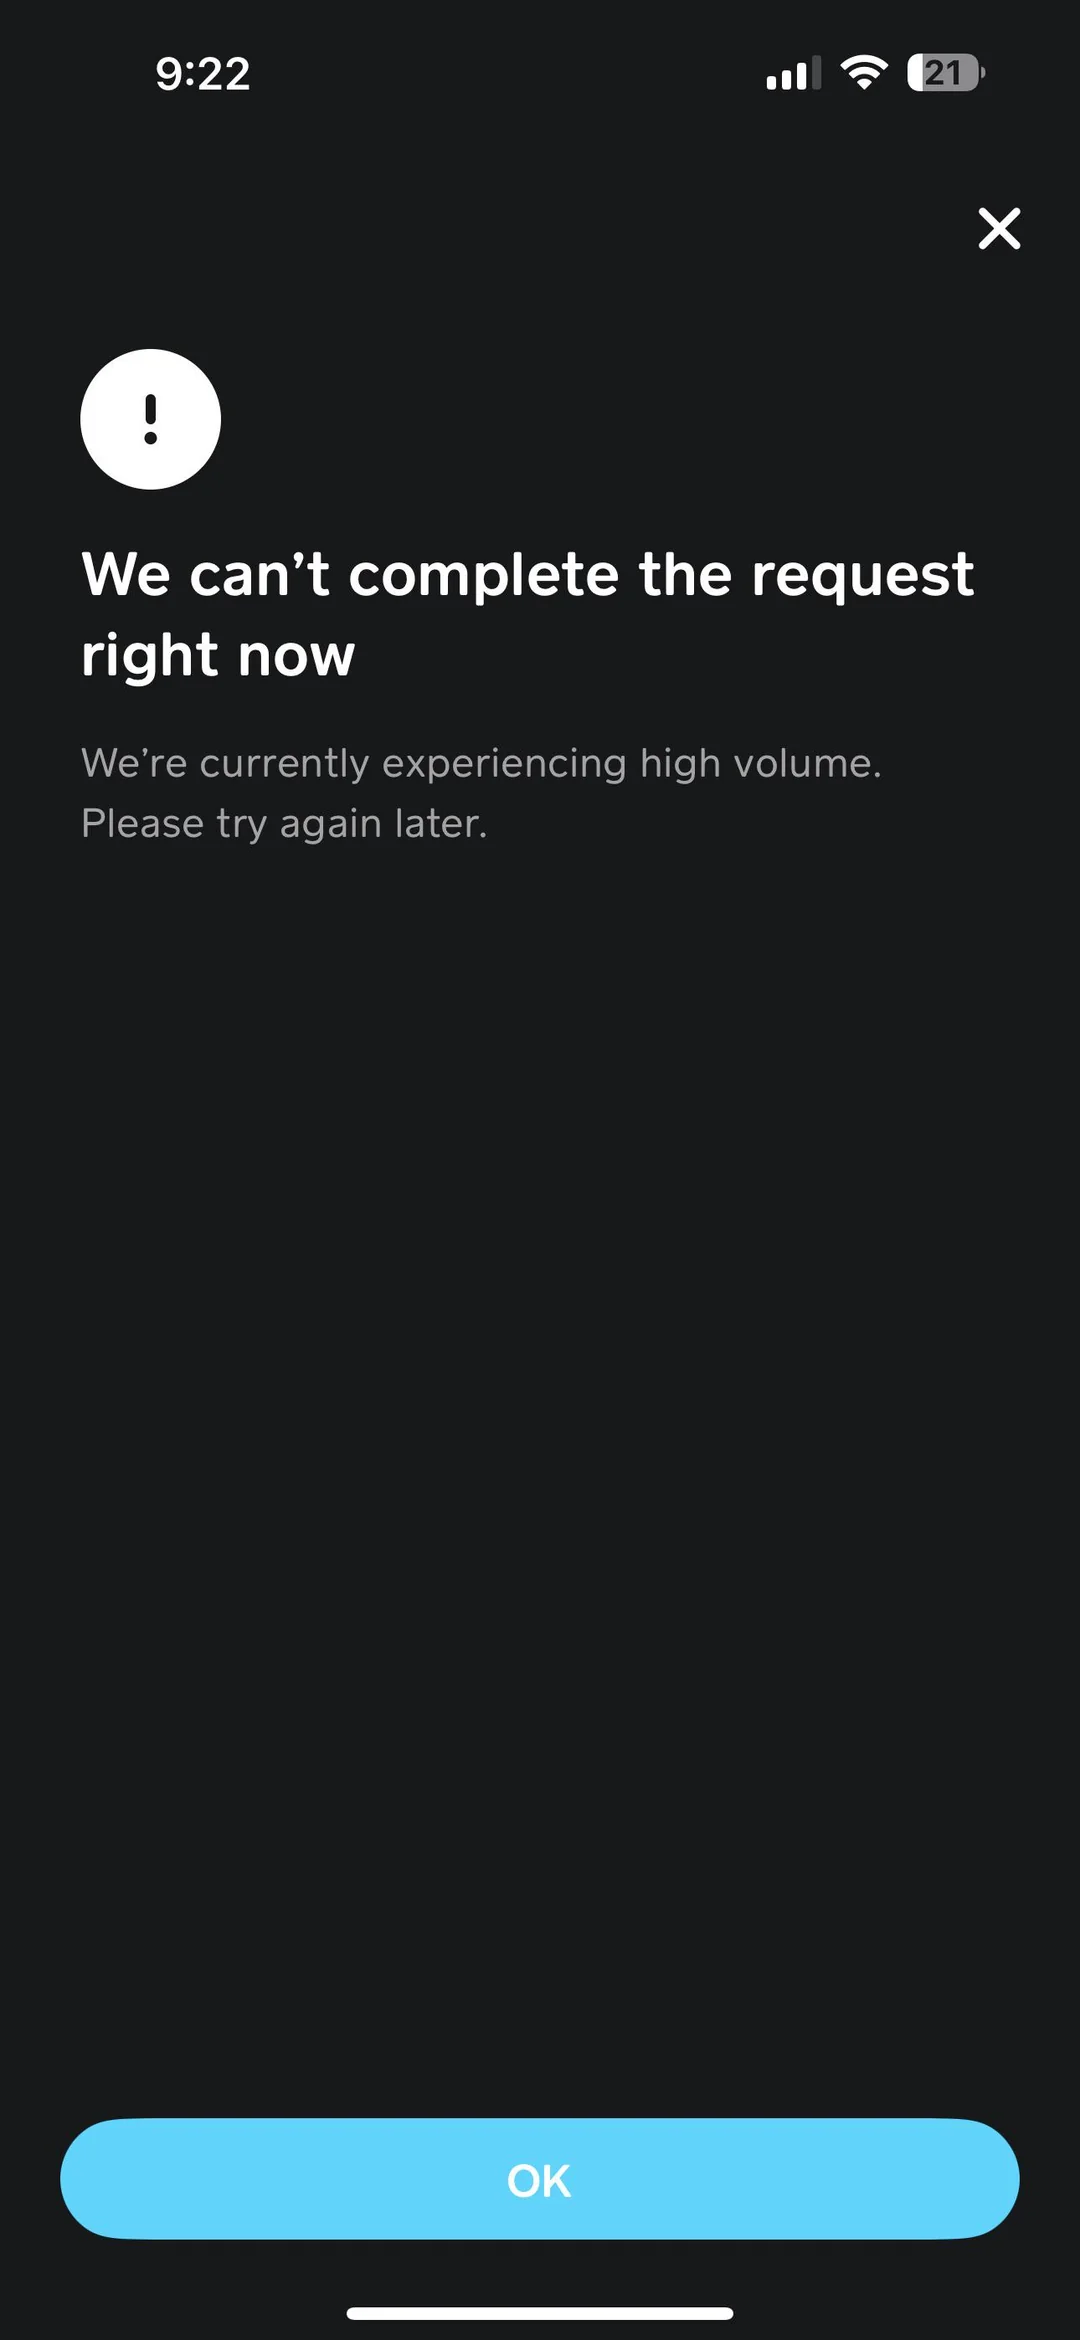 9:22
21
We can’t complete the request
right now
We’re currently experiencing high volume.
Please try again later.
OK